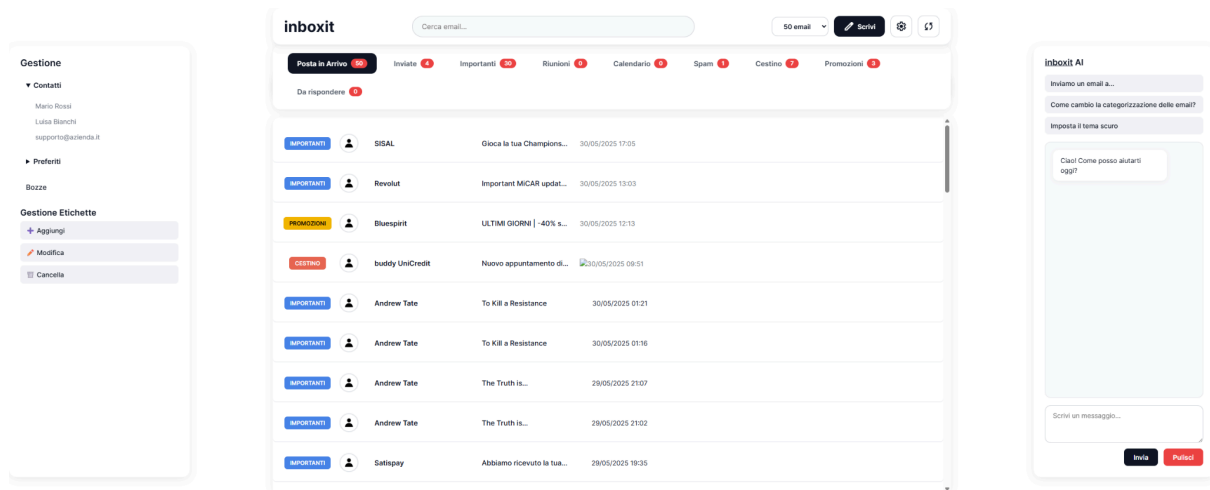 inboxit
Cerca email...
50 email
Scrivi
Posta in Arrivo 50
Inviate 4
Importanti 30
Riunioni 0
Calendario 0
Spam 1
Cestino 7
Promozioni 3
Da rispondere 0
Gestione
▾ Contatti
Mario Rossi
Luisa Bianchi
supporto@azienda.it
▸ Preferiti
Bozze
Gestione Etichette
Aggiungi
Modifica
Cancella
IMPORTANTI SISAL Gioca la tua Champions... 30/05/2025 17:05
IMPORTANTI Revolut Important MiCAR updat... 30/05/2025 13:03
PROMOZIONI Bluespirit ULTIMI GIORNI | -40% s... 30/05/2025 12:13
CESTINO buddy UniCredit Nuovo appuntamento di... 30/05/2025 09:51
IMPORTANTI Andrew Tate To Kill a Resistance 30/05/2025 01:21
IMPORTANTI Andrew Tate To Kill a Resistance 30/05/2025 01:16
IMPORTANTI Andrew Tate The Truth is... 29/05/2025 21:07
IMPORTANTI Andrew Tate The Truth is... 29/05/2025 21:02
IMPORTANTI Satispay Abbiamo ricevuto la tua... 29/05/2025 19:35
inboxit AI
Inviamo un email a...
Come cambio la categorizzazione delle email?
Imposta il tema scuro
Ciao! Come posso aiutarti
oggi?
Scrivi un messaggio...
Invia
Pulisci